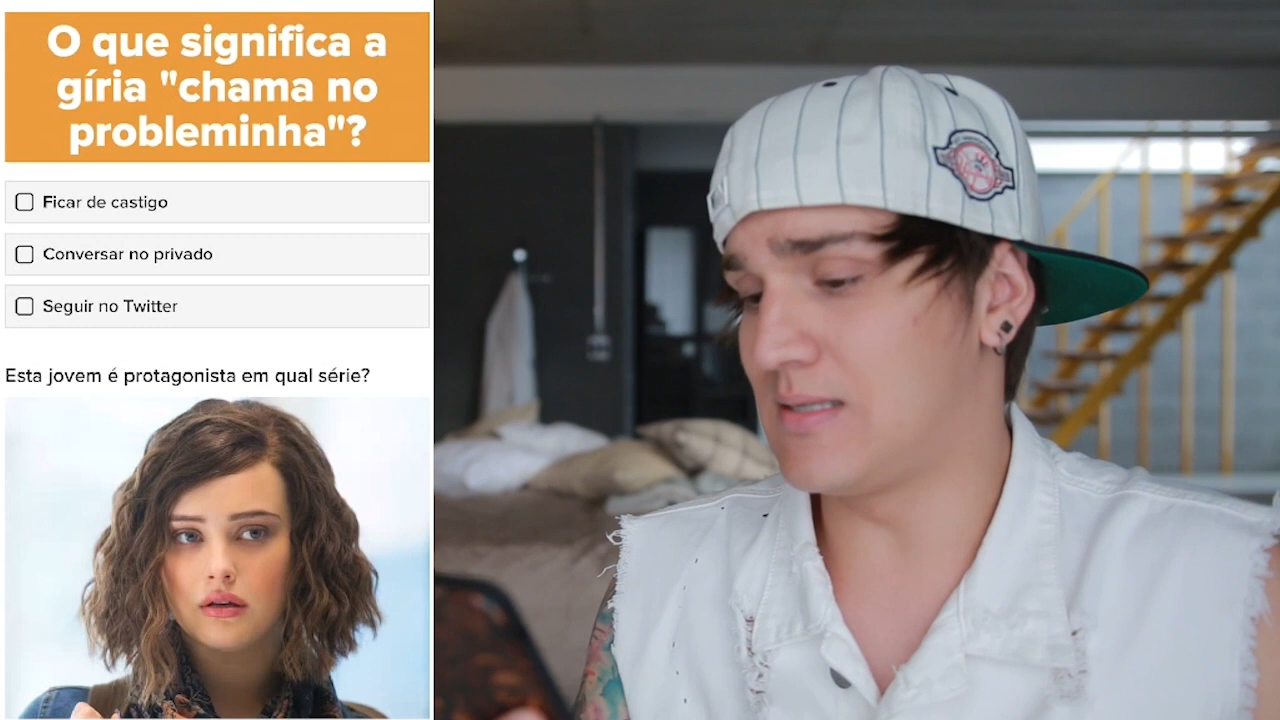 O que significa a
gíria "chama no
probleminha"?
Ficar de castigo
Conversar no privado
Seguir no Twitter
Esta jovem é protagonista em qual série?